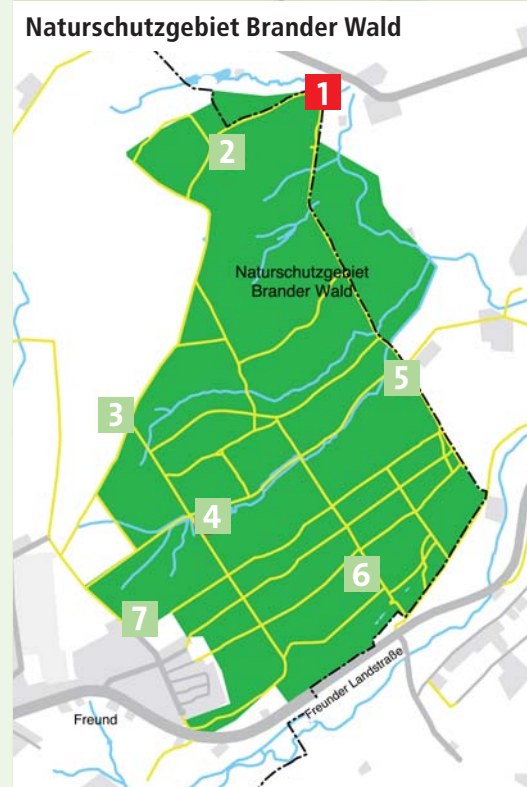 Naturschutzgebiet Brander Wald
1
2
Naturschutzgebiet
Brander Wald
5
3
4
6
7
Freunder Landstraße
Freund